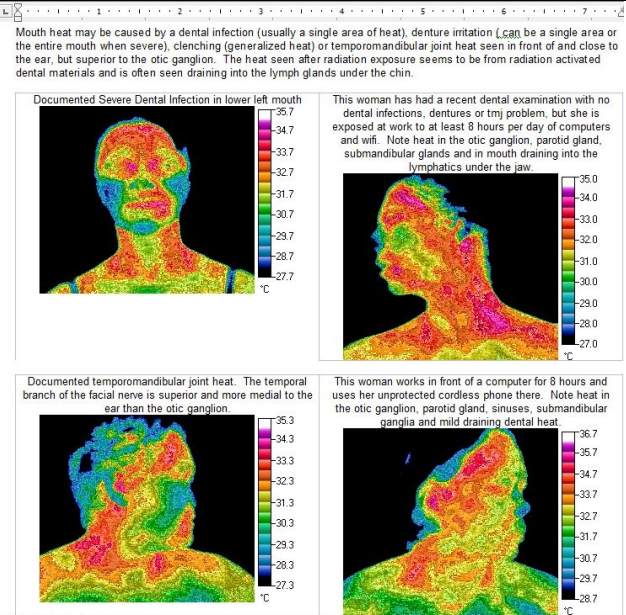 1 2 3 4 5 6 7
Mouth heat may be caused by a dental infection (usually a single area of heat), denture irritation ( can be a single area or
the entire mouth when severe), clenching (generalized heat) or temporomandibular joint heat seen in front of and close to
the ear, but superior to the otic ganglion.  The heat seen after radiation exposure seems to be from radiation activated
dental materials and is often seen draining into the lymph glands under the chin.
Documented Severe Dental Infection in lower left mouth
35.7
34.7
33.7
32.7
31.7
30.7
29.7
28.7
27.7
°C
This woman has had a recent dental examination with no
dental infections, dentures or tmj problem, but she is
exposed at work to at least 8 hours per day of computers
and wifi.  Note heat in the otic ganglion, parotid gland,
submandibular glands and in mouth draining into the
lymphatics under the jaw.
35.0
34.0
33.0
32.0
31.0
30.0
29.0
28.0
27.0
°C
Documented temporomandibular joint heat.  The temporal
branch of the facial nerve is superior and more medial to the
ear than the otic ganglion.
35.3
34.3
33.3
32.3
31.3
30.3
29.3
28.3
27.3
°C
This woman works in front of a computer for 8 hours and
uses her unprotected cordless phone there.  Note heat in
the otic ganglion, parotid gland, sinuses, submandibular
ganglia and mild draining dental heat.
36.7
35.7
34.7
33.7
32.7
31.7
30.7
29.7
28.7
°C